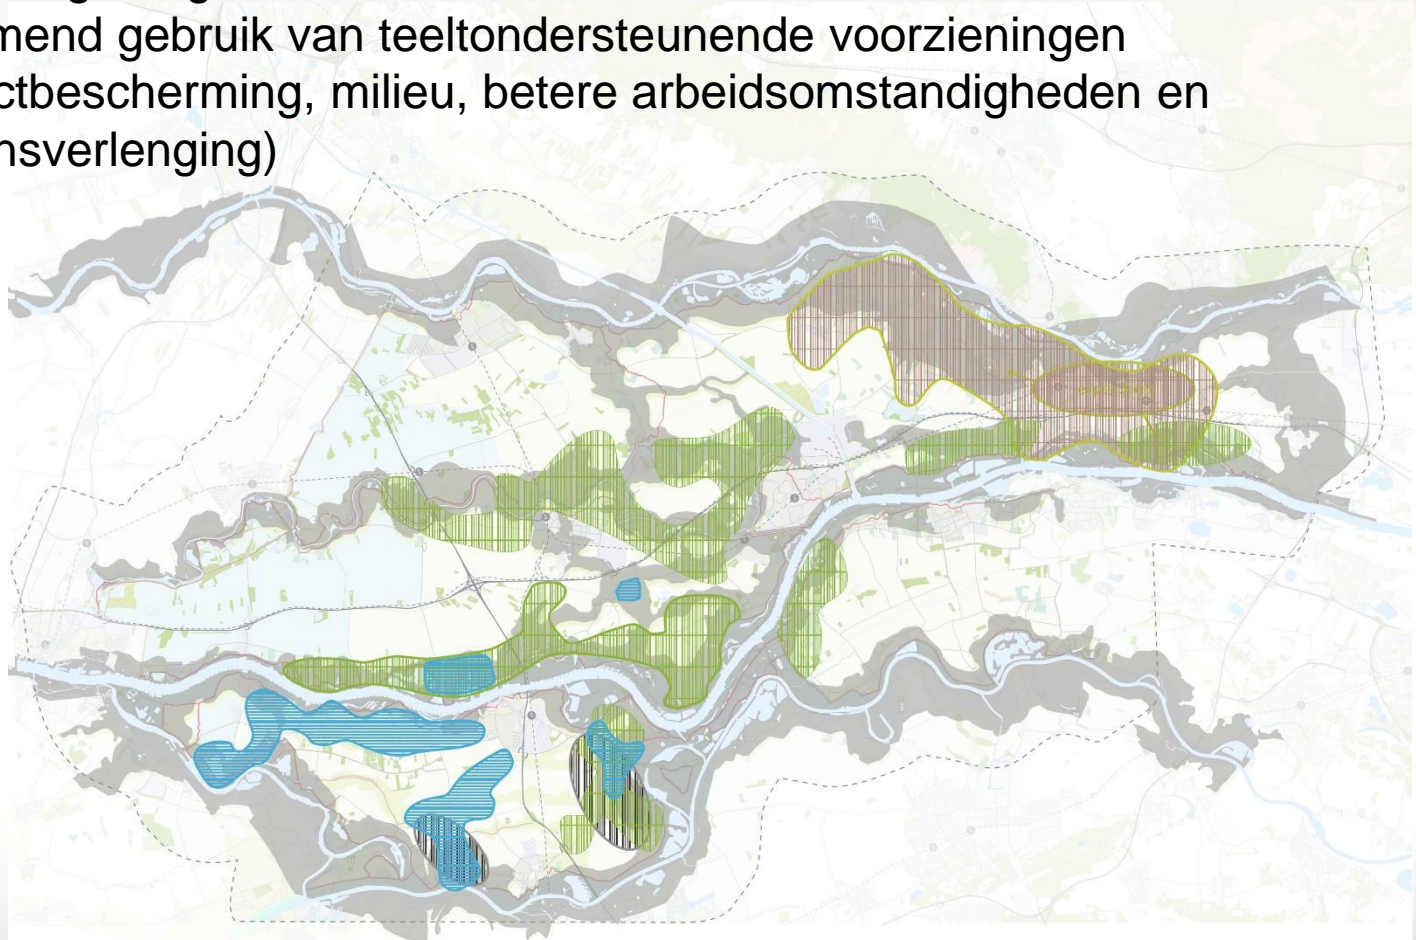 mend gebruik van teeltondersteunende voorzieningen
ctbescherming, milieu, betere arbeidsomstandigheden en
nsverlenging)